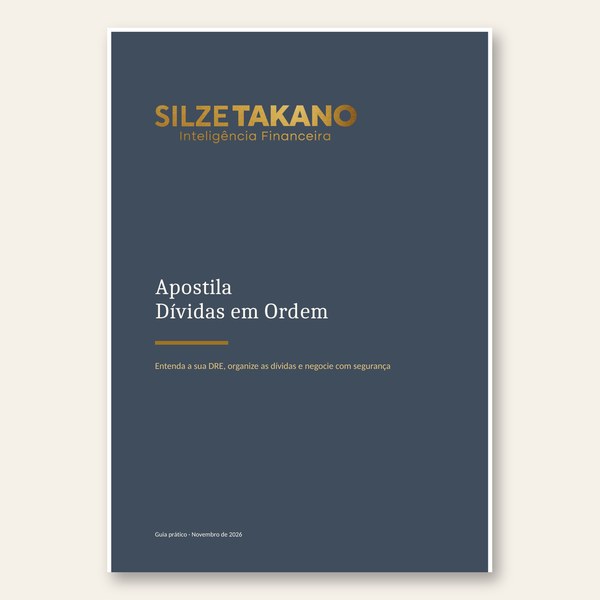 SILZE TAKANO
Inteligência Financeira
Apostila
Dívidas em Ordem
Entenda a sua DRE, organize as dívidas e negocie com segurança
Guia prático - Novembro de 2026